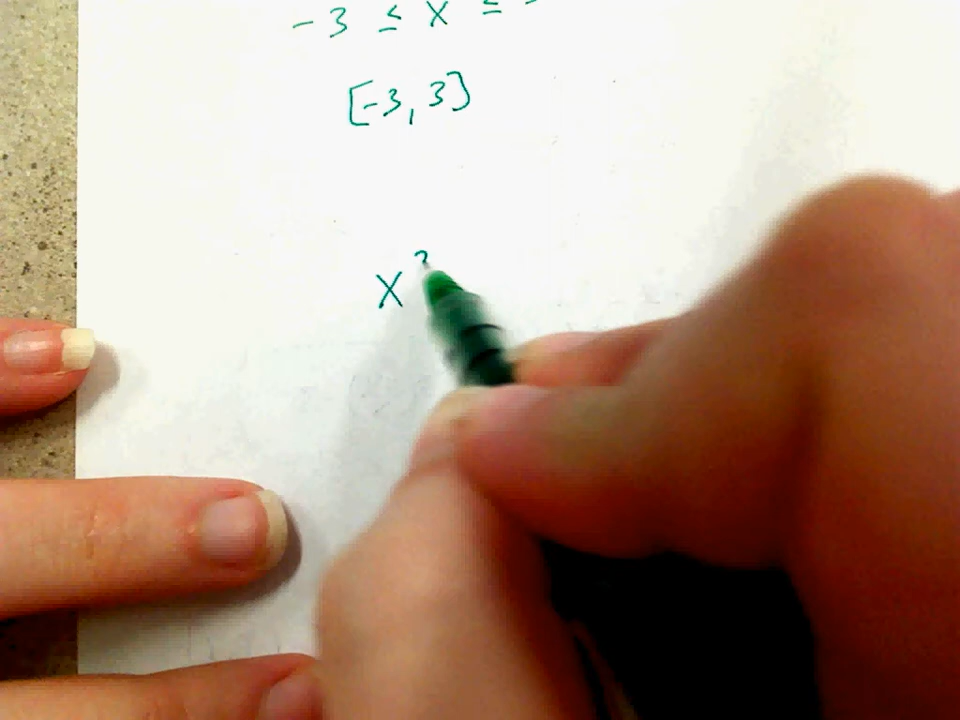 -3 ≤ x ≤
[-3, 3]
x